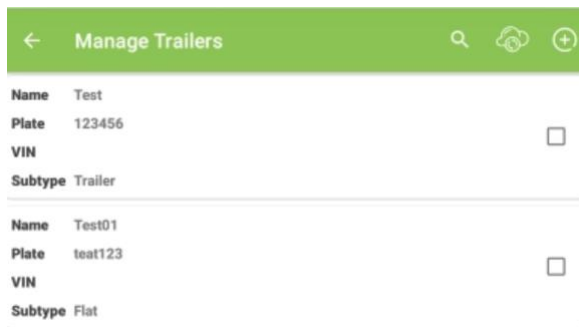 Manage Trailers
Name Test
Plate 123456
VIN
Subtype Trailer
Name Test01
Plate teat123
VIN
Subtype Flat